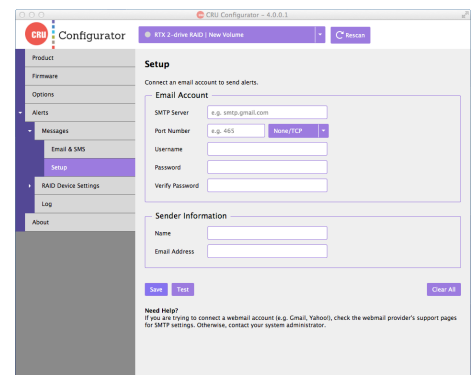 CRU Configurator - 4.0.0.1
CRU Configurator
RTX 2-drive RAID | New Volume
Rescan
Product
Firmware
Options
Alerts
Messages
Email & SMS
Setup
RAID Device Settings
Log
About
Setup
Connect an email account to send alerts.
Email Account
SMTP Server e.g. smtp.gmail.com
Port Number e.g. 465 None/TCP
Username
Password
Verify Password
Sender Information
Name
Email Address
Save Test Clear All
Need Help?
If you are trying to connect a webmail account (e.g. Gmail, Yahoo!), check the webmail provider's support pages
for SMTP settings. Otherwise, contact your system administrator.